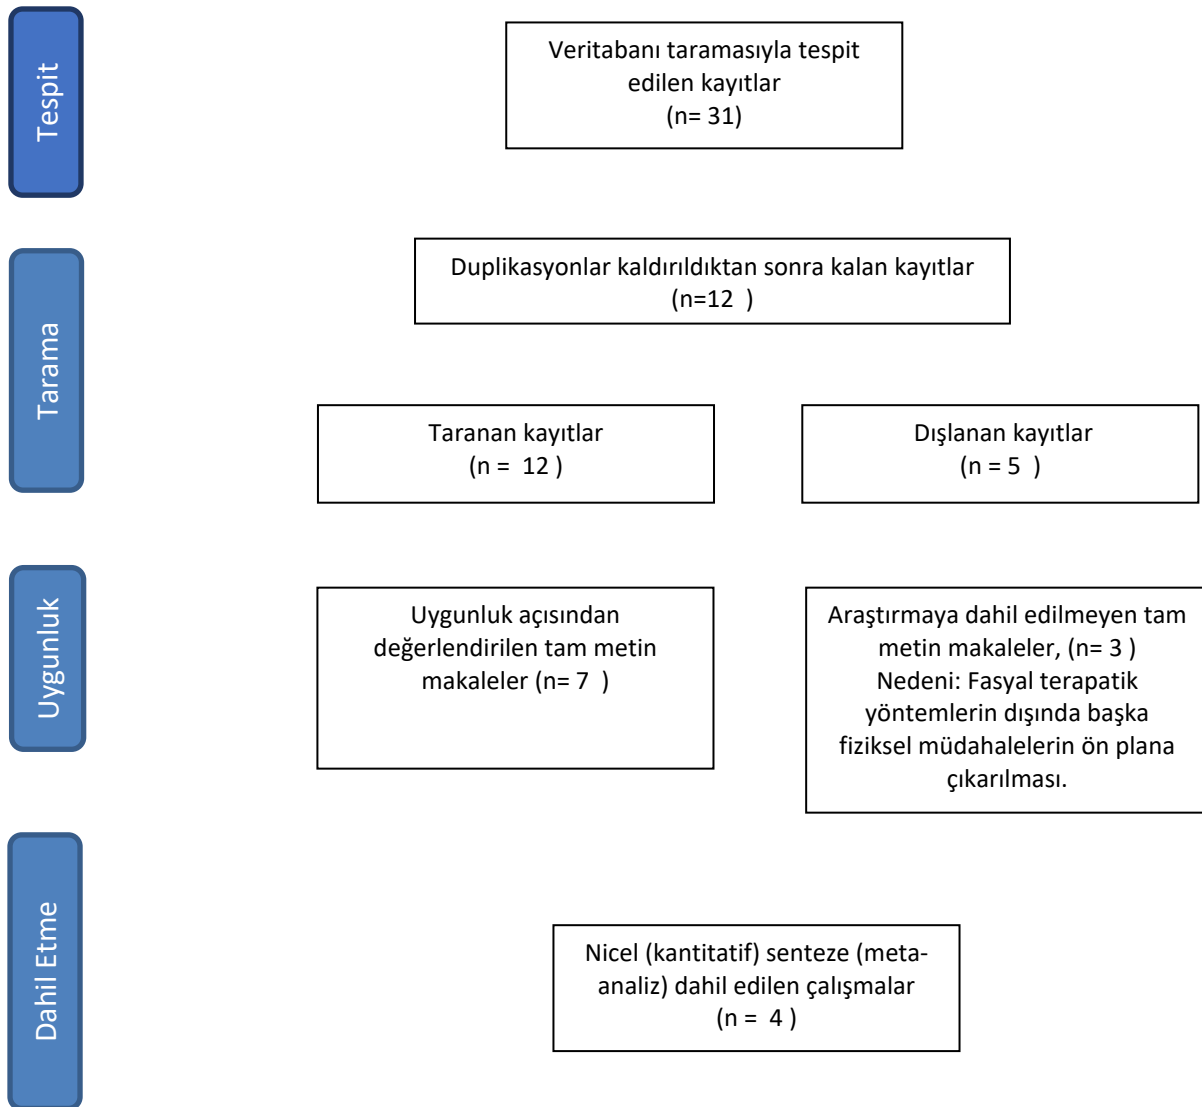 Tespit
Veritabanı taramasıyla tespit
edilen kayıtlar
(n= 31)
Tarama
Duplikasyonlar kaldırıldıktan sonra kalan kayıtlar
(n=12  )
Taranan kayıtlar
(n =  12 )
Dışlanan kayıtlar
(n = 5  )
Uygunluk
Uygunluk açısından
değerlendirilen tam metin
makaleler (n= 7  )
Araştırmaya dahil edilmeyen tam
metin makaleler, (n= 3 )
Nedeni: Fasyal terapatik
yöntemlerin dışında başka
fiziksel müdahalelerin ön plana
çıkarılması.
Dahil Etme
Nicel (kantitatif) senteze (meta-
analiz) dahil edilen çalışmalar
(n =  4 )